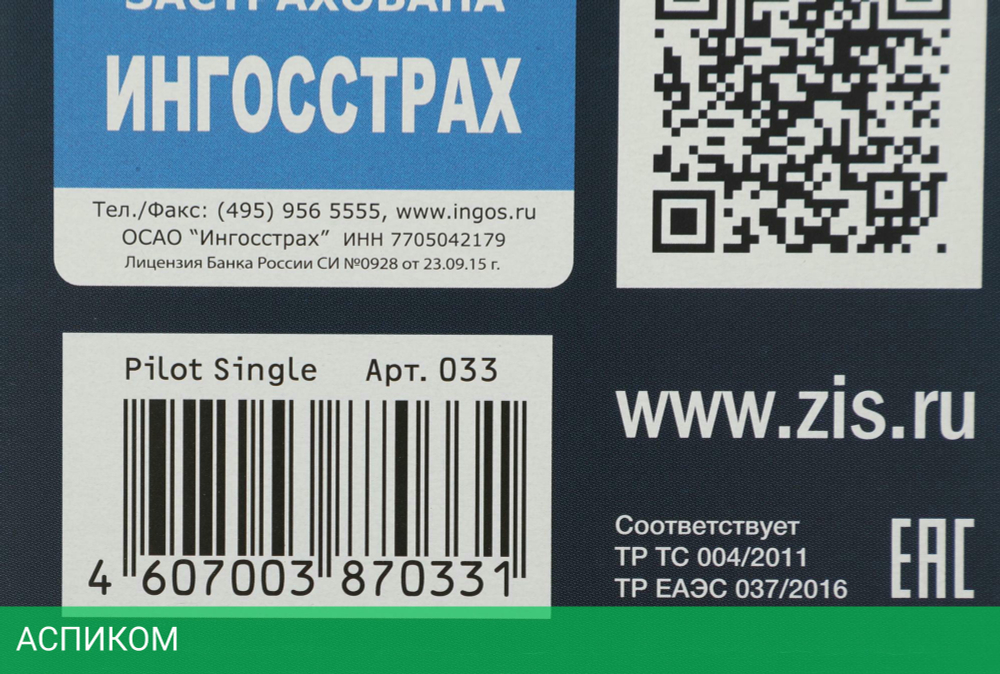 ЗАСТРАХОВАНА
ИНГОССТРАХ
Тел./Факс: (495) 956 5555, www.ingos.ru
ОСАО “Ингосстрах” ИНН 7705042179
Лицензия Банка России СИ №0928 от 23.09.15 г.
Pilot Single Арт. 033
4 607003 870331
www.zis.ru
Соответствует
ТР ТС 004/2011
ТР ЕАЭС 037/2016
EAC
АСПИКОМ